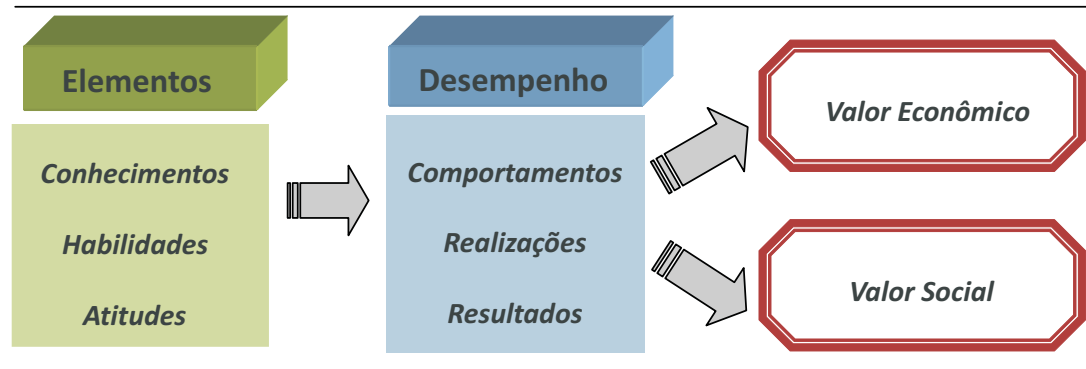 Elementos
Conhecimentos
Habilidades
Atitudes
Desempenho
Comportamentos
Realizações
Resultados
Valor Econômico
Valor Social